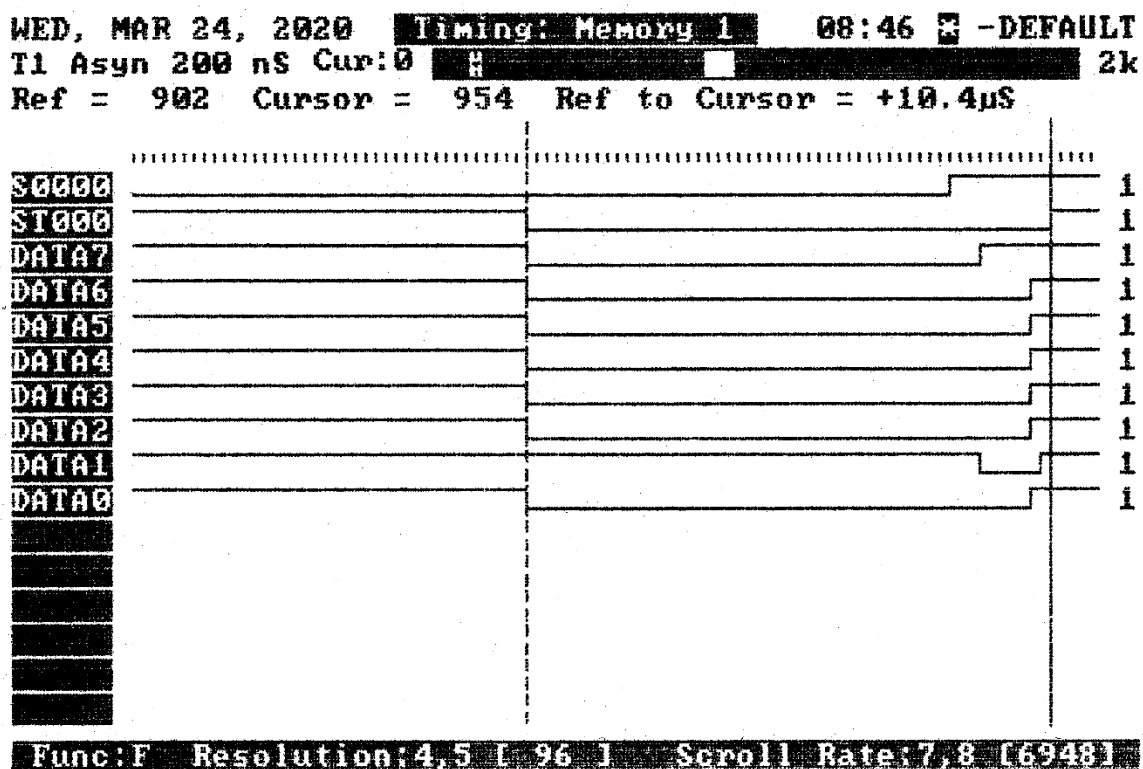 WED, MAR 24, 2020 Timing: Memory 1 08:46 * -DEFAULT
T1 Asyn 200 nS Cur:0 2k
Ref = 902 Cursor = 954 Ref to Cursor = +10.4µS
S0000 1
ST000 1
DATA7 1
DATA6 1
DATA5 1
DATA4 1
DATA3 1
DATA2 1
DATA1 1
DATA0 1
Func:F Resolution:4,5 [ 96 ] Scroll Rate:7,8 [6948]